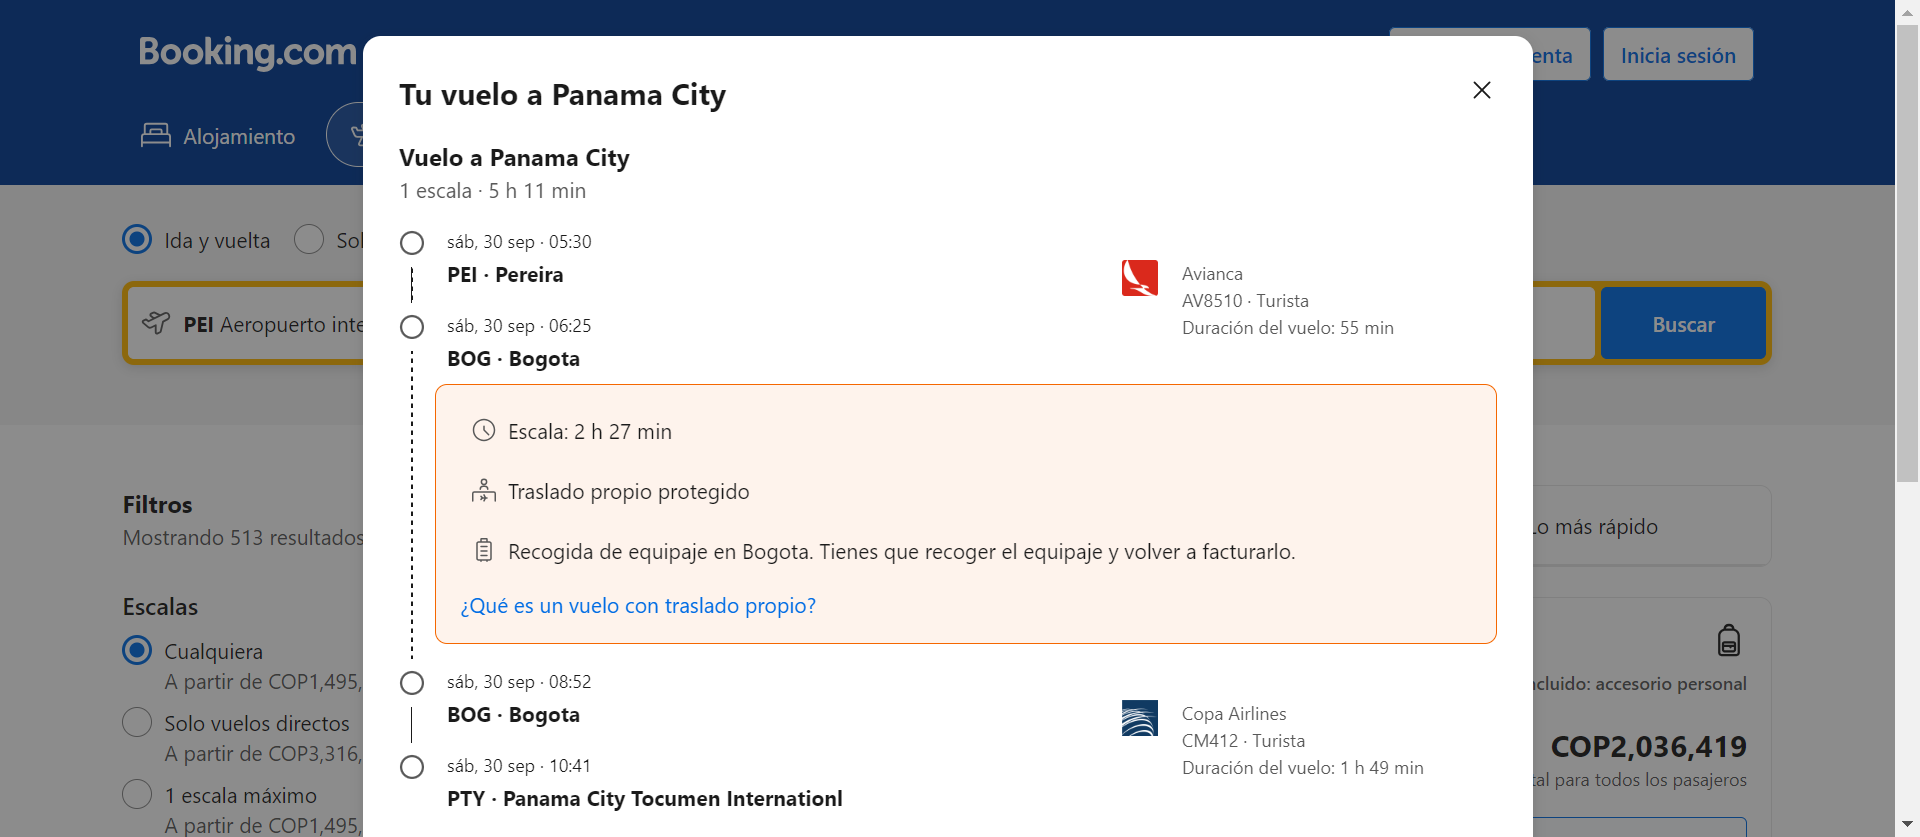 Booking.com
enta
Inicia sesión
Alojamiento
Tu vuelo a Panama City
Vuelo a Panama City
1 escala · 5 h 11 min
Ida y vuelta
sáb, 30 sep · 05:30
PEI · Pereira
Avianca
AV8510 · Turista
Duración del vuelo: 55 min
PEI Aeropuerto inte
Buscar
sáb, 30 sep · 06:25
BOG · Bogota
Escala: 2 h 27 min
Traslado propio protegido
Recogida de equipaje en Bogota. Tienes que recoger el equipaje y volver a facturarlo.
¿Qué es un vuelo con traslado propio?
Filtros
Mostrando 513 resultados
Lo más rápido
Escalas
Cualquiera
A partir de COP1,495,
Solo vuelos directos
A partir de COP3,316,
1 escala máximo
A partir de COP1,495,
sáb, 30 sep · 08:52
BOG · Bogota
Copa Airlines
CM412 · Turista
Duración del vuelo: 1 h 49 min
sáb, 30 sep · 10:41
PTY · Panama City Tocumen Internationl
ncluido: accesorio personal
COP2,036,419
tal para todos los pasajeros